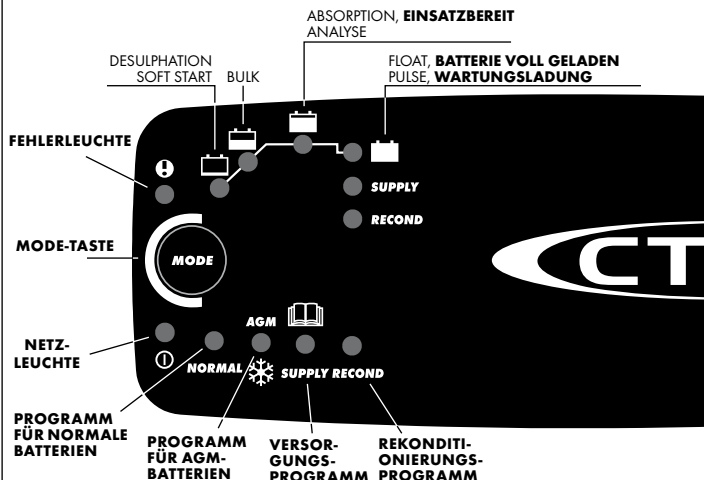 ABSORPTION, EINSATZBEREIT
ANALYSE
DESULPHATION
SOFT START
BULK
FLOAT, BATTERIE VOLL GELADEN
PULSE, WARTUNGSLADUNG
FEHLERLEUCHTE
SUPPLY
RECOND
MODE-TASTE
MODE
CT
AGM
NETZ-
LEUCHTE
NORMAL
SUPPLY
RECOND
PROGRAMM
FÜR NORMALE
BATTERIEN
PROGRAMM
FÜR AGM-
BATTERIEN
VERSOR-
GUNGS-
PROGRAMM
REKONDITI-
ONIERUNGS-
PROGRAMM